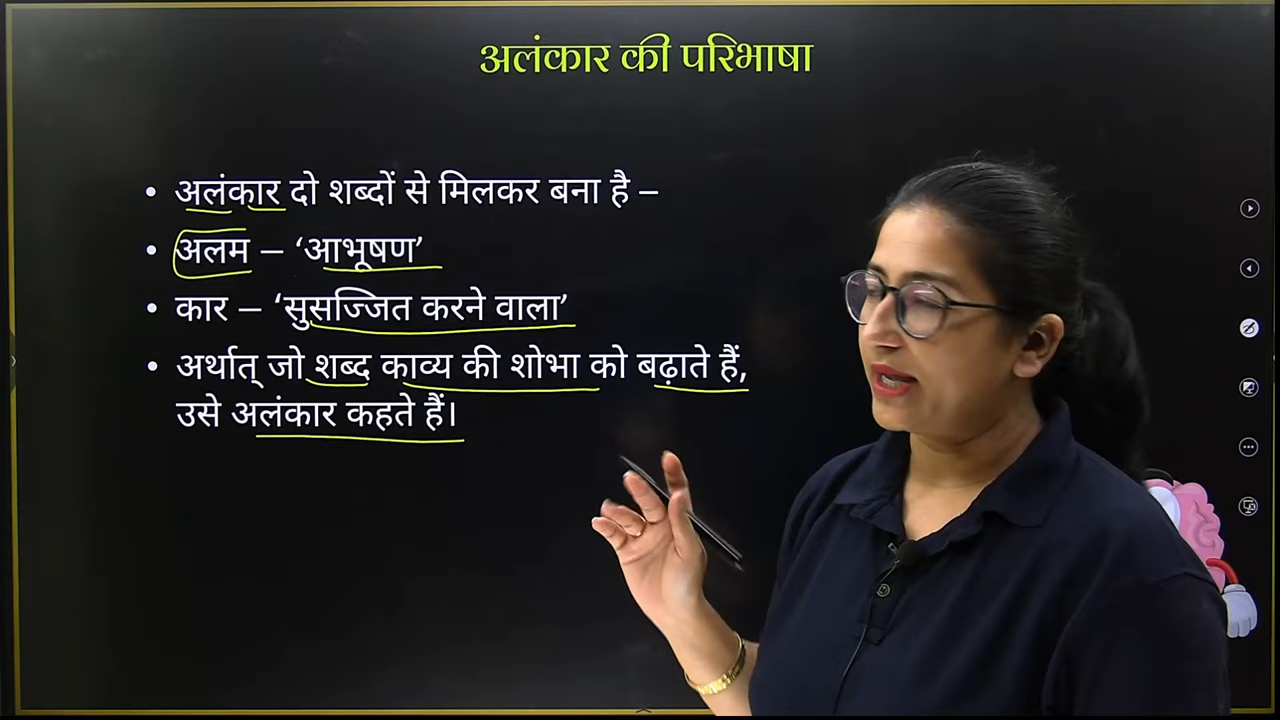 अलंकार की परिभाषा
• अलंकार दो शब्दों से मिलकर बना है –
• अलम – ‘आभूषण’
• कार – ‘सुसज्जित करने वाला’
• अर्थात् जो शब्द काव्य की शोभा को बढ़ाते हैं,
उसे अलंकार कहते हैं।